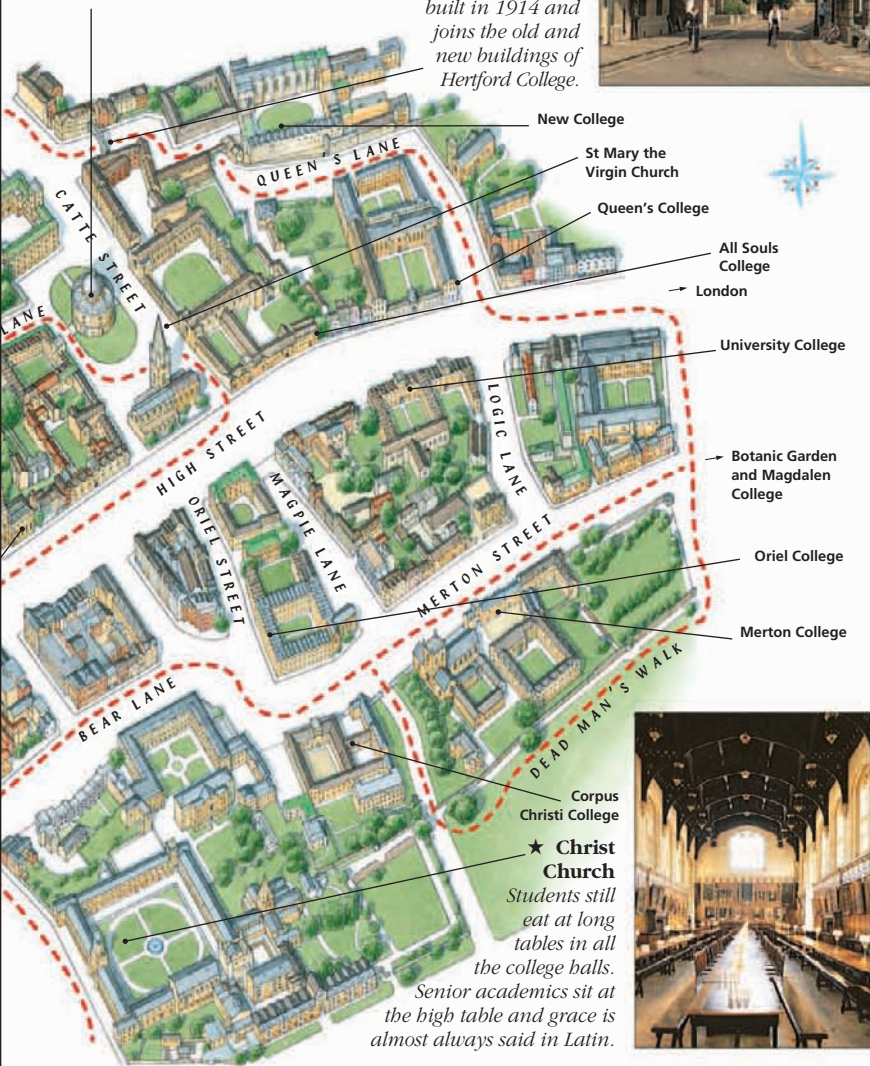 built in 1914 and
joins the old and
new buildings of
Hertford College.
New College
QUEEN'S LANE
St Mary the
Virgin Church
Queen's College
CATTE STREET
All Souls
College
London
LANE
University College
LOGIC LANE
HIGH STREET
Botanic Garden
and Magdalen
College
MAGPIE LANE
ORIEL STREET
MERTON STREET
Oriel College
Merton College
DEAD MAN'S WALK
BEAR LANE
Corpus
Christi College
★ Christ
Church
Students still
eat at long
tables in all
the college halls.
Senior academics sit at
the high table and grace is
almost always said in Latin.